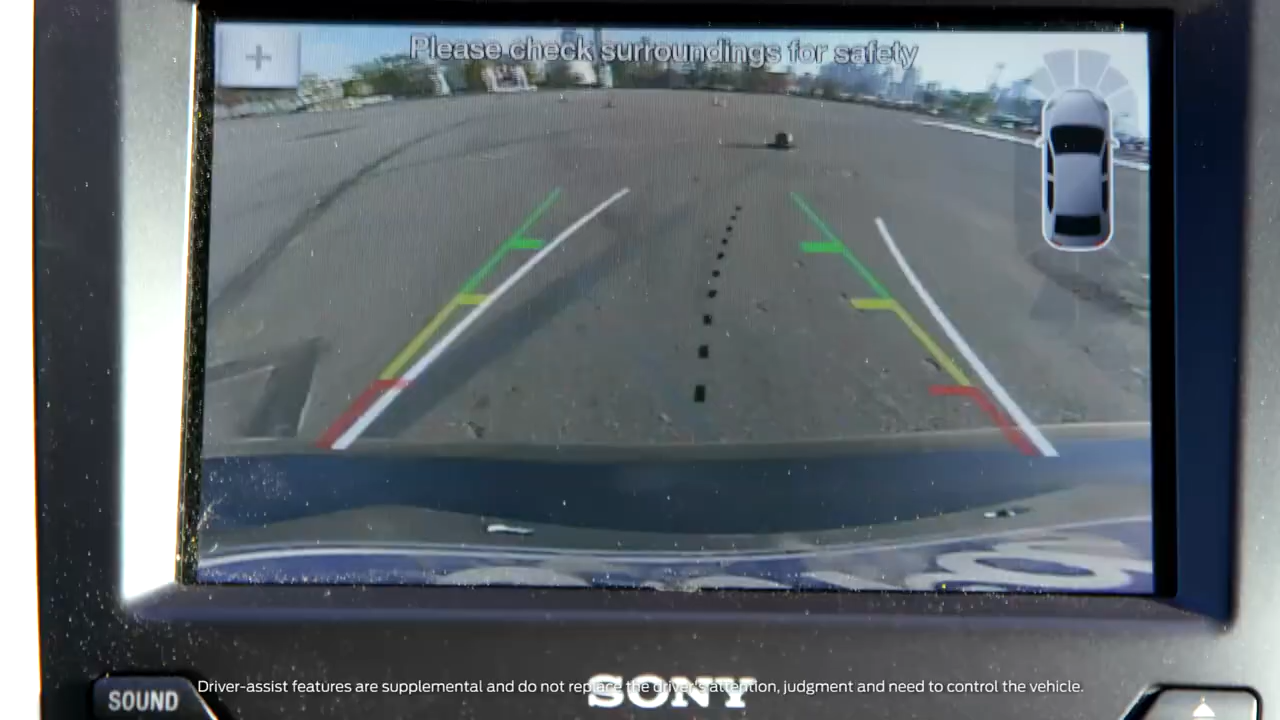 Please check surroundings for safety
SONY
Driver-assist features are supplemental and do not replace the driver's attention, judgment and need to control the vehicle.
SOUND